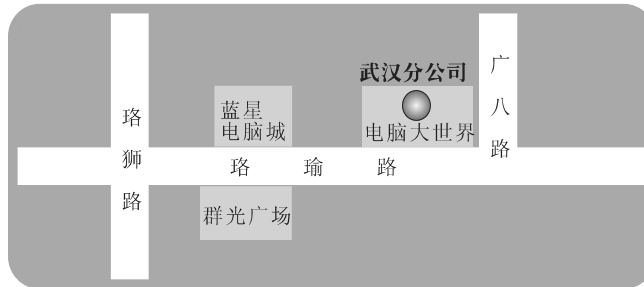 武汉分公司
广八路
蓝星
电脑城
电脑大世界
珞狮路
珞瑜路
群光广场